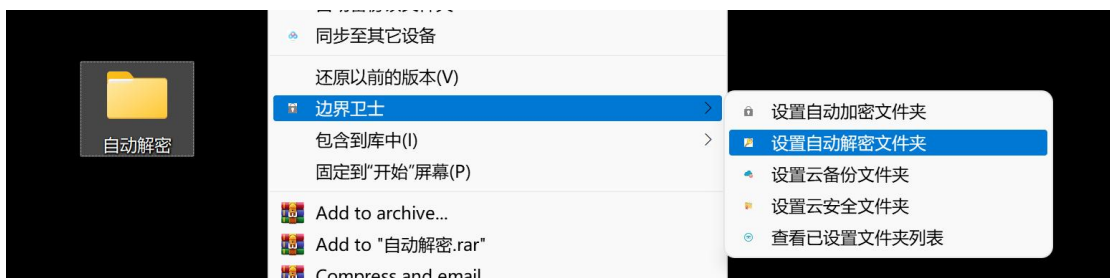 同步至其它设备
还原以前的版本(V)
自动解密
边界卫士
包含到库中(I)
固定到“开始”屏幕(P)
Add to archive...
Add to "自动解密.rar"
Compress and email...
设置自动加密文件夹
设置自动解密文件夹
设置云备份文件夹
设置云安全文件夹
查看已设置文件夹列表